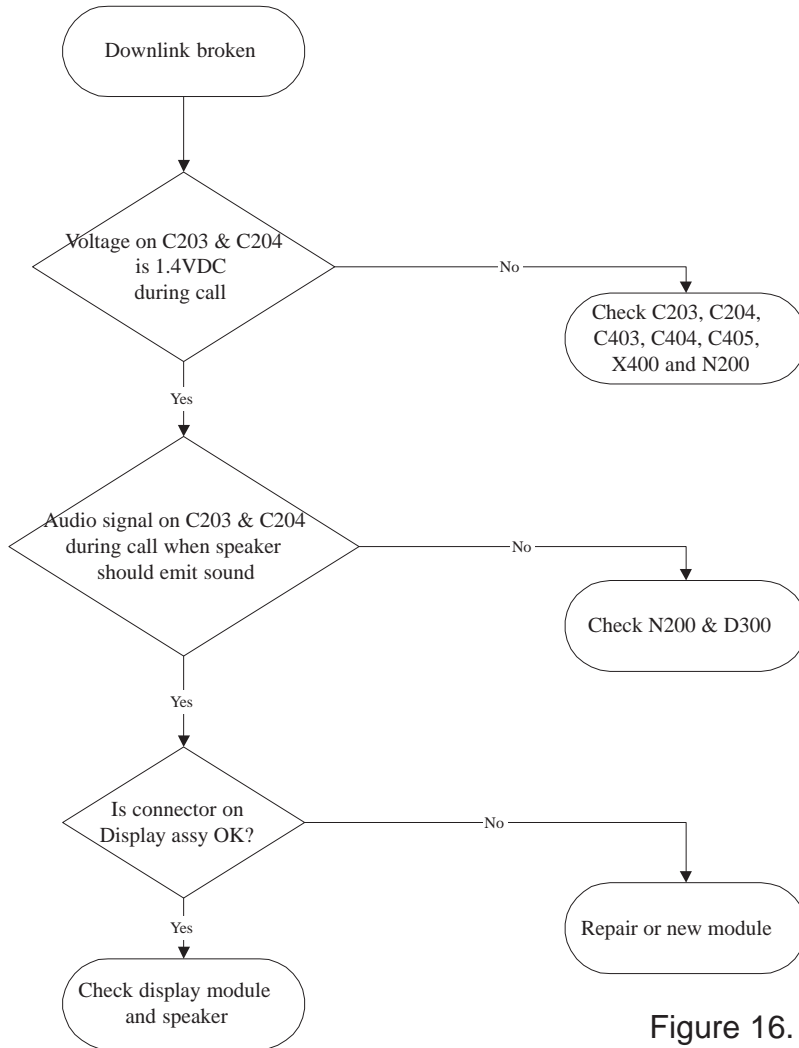 Downlink broken
Voltage on C203 & C204
is 1.4VDC
during call
No
Check C203, C204,
C403, C404, C405,
X400 and N200
Yes
Audio signal on C203 & C204
during call when speaker
should emit sound
No
Check N200 & D300
Yes
Is connector on
Display assy OK?
No
Repair or new module
Yes
Check display module
and speaker
Figure 16.